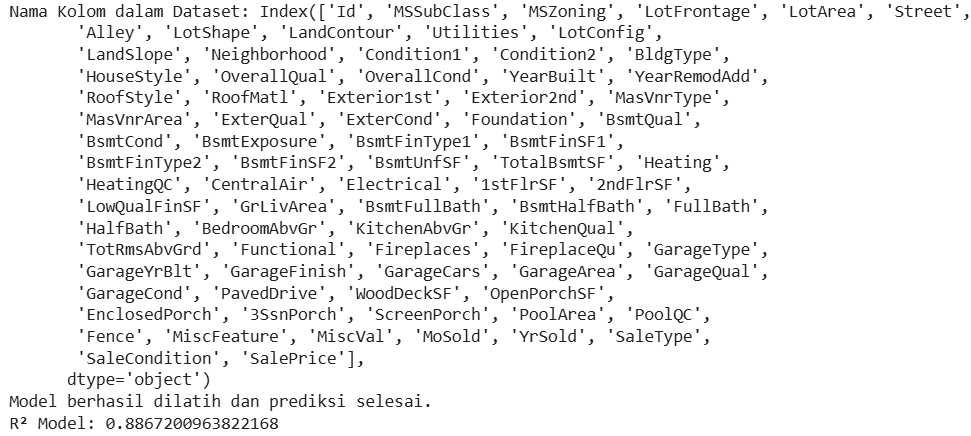 Nama Kolom dalam Dataset: Index(['Id', 'MSSubClass', 'MSZoning', 'LotFrontage', 'LotArea', 'Street',
'Alley', 'LotShape', 'LandContour', 'Utilities', 'LotConfig',
'LandSlope', 'Neighborhood', 'Condition1', 'Condition2', 'BldgType',
'HouseStyle', 'OverallQual', 'OverallCond', 'YearBuilt', 'YearRemodAdd',
'RoofStyle', 'RoofMatl', 'Exterior1st', 'Exterior2nd', 'MasVnrType',
'MasVnrArea', 'ExterQual', 'ExterCond', 'Foundation', 'BsmtQual',
'BsmtCond', 'BsmtExposure', 'BsmtFinType1', 'BsmtFinSF1',
'BsmtFinType2', 'BsmtFinSF2', 'BsmtUnfSF', 'TotalBsmtSF', 'Heating',
'HeatingQC', 'CentralAir', 'Electrical', '1stFlrSF', '2ndFlrSF',
'LowQualFinSF', 'GrLivArea', 'BsmtFullBath', 'BsmtHalfBath', 'FullBath',
'HalfBath', 'BedroomAbvGr', 'KitchenAbvGr', 'KitchenQual',
'TotRmsAbvGrd', 'Functional', 'Fireplaces', 'FireplaceQu', 'GarageType',
'GarageYrBlt', 'GarageFinish', 'GarageCars', 'GarageArea', 'GarageQual',
'GarageCond', 'PavedDrive', 'WoodDeckSF', 'OpenPorchSF',
'EnclosedPorch', '3SsnPorch', 'ScreenPorch', 'PoolArea', 'PoolQC',
'Fence', 'MiscFeature', 'MiscVal', 'MoSold', 'YrSold', 'SaleType',
'SaleCondition', 'SalePrice'],
dtype='object')
Model berhasil dilatih dan prediksi selesai.
R² Model: 0.8867200963822168